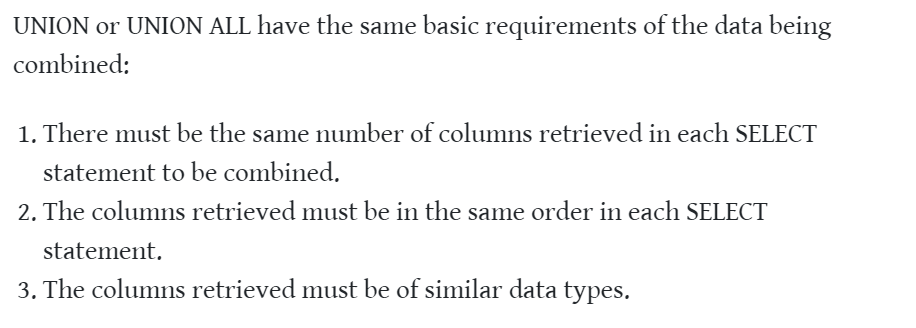 UNION or UNION ALL have the same basic requirements of the data being
combined:
1. There must be the same number of columns retrieved in each SELECT
statement to be combined.
2. The columns retrieved must be in the same order in each SELECT
statement.
3. The columns retrieved must be of similar data types.